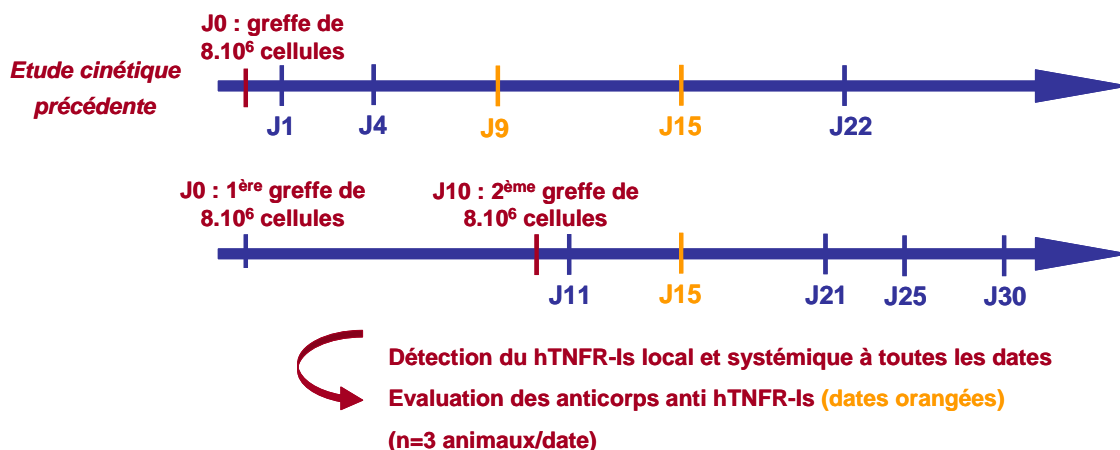 J0 : greffe de
8.10⁶ cellules
Etude cinétique
précédente
J1
J4
J9
J15
J22
J0 : 1ère greffe de
8.10⁶ cellules
J10 : 2ème greffe de
8.10⁶ cellules
J11
J15
J21
J25
J30
Détection du hTNFR-Is local et systémique à toutes les dates
Evaluation des anticorps anti hTNFR-Is (dates orangées)
(n=3 animaux/date)